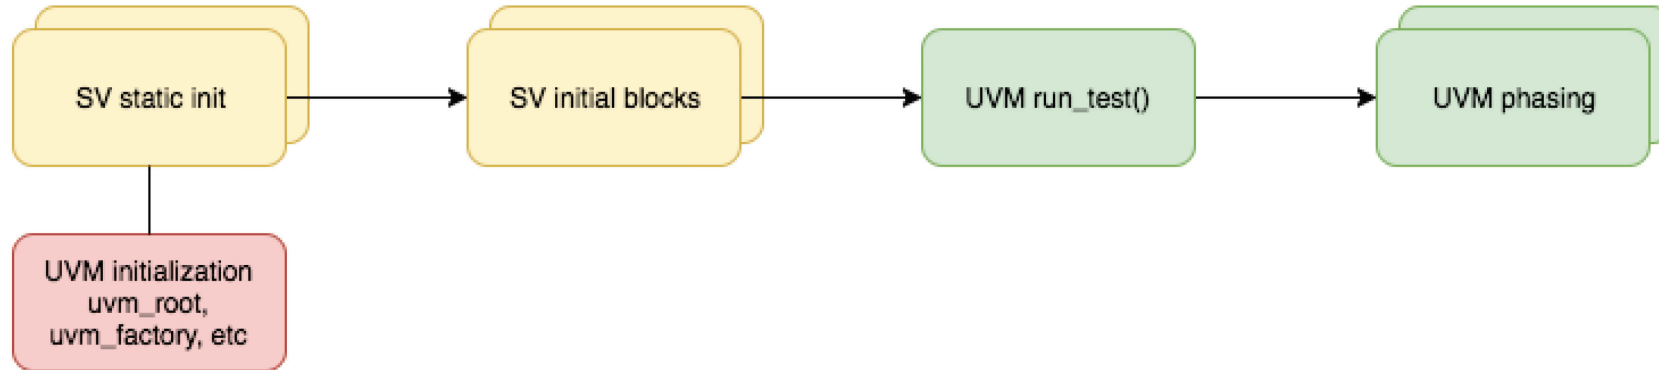 SV static init
SV initial blocks
UVM run_test()
UVM phasing
UVM initialization
uvm_root,
uvm_factory, etc